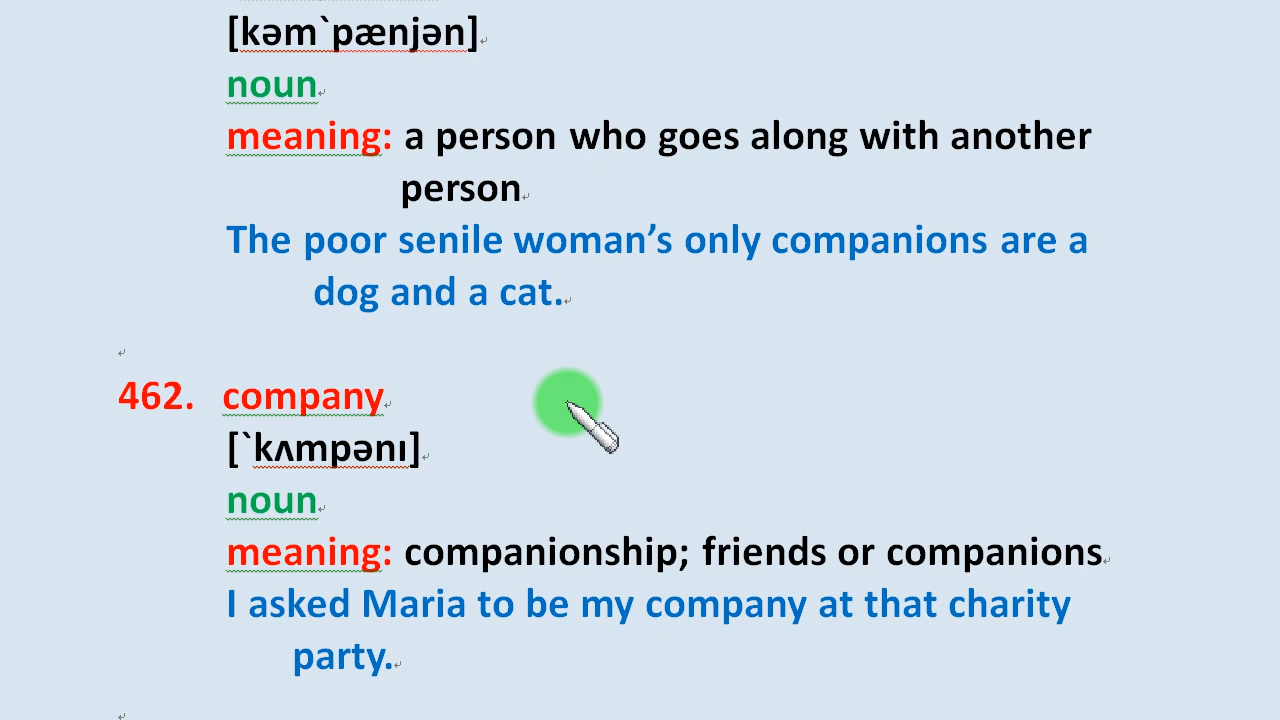 [kəm`pænjən]
noun
meaning: a person who goes along with another
person
The poor senile woman’s only companions are a
dog and a cat.
462. company
[`kʌmpənɪ]
noun
meaning: companionship; friends or companions
I asked Maria to be my company at that charity
party.